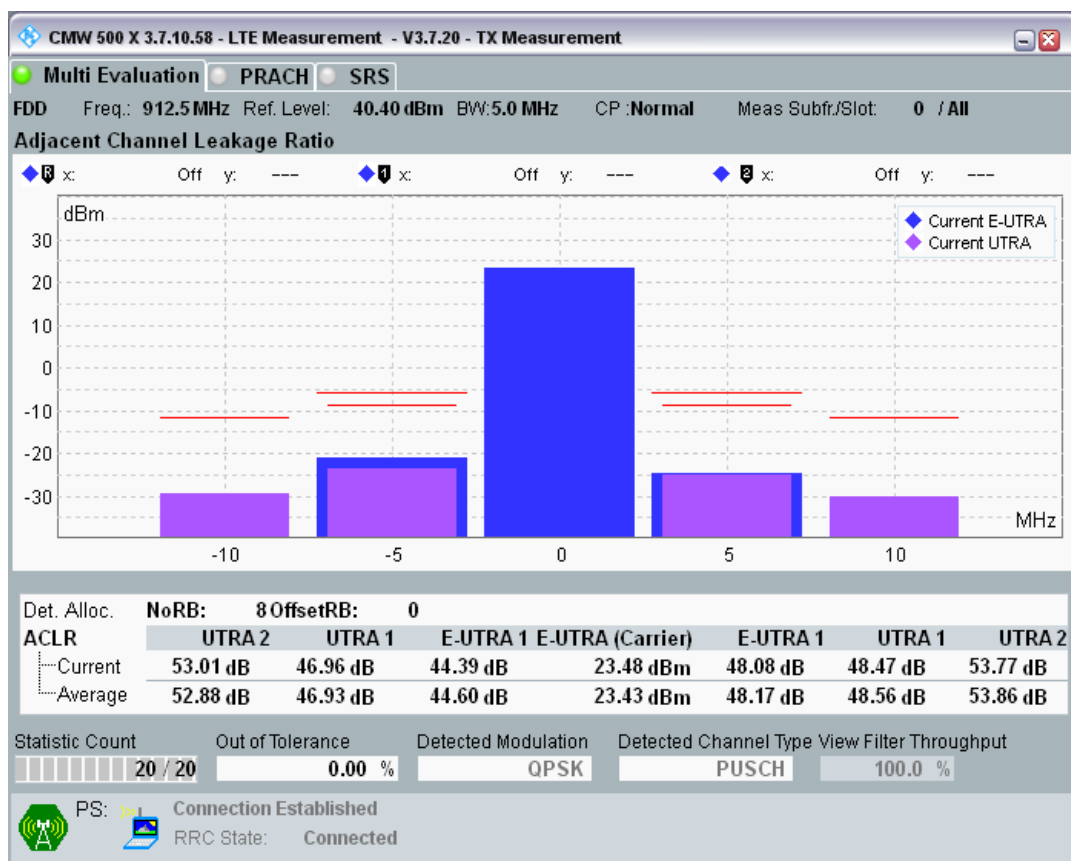 CMW 500 X 3.7.10.58 - LTE Measurement - V3.7.20 - TX Measurement
Multi Evaluation PRACH SRS
FDD Freq.: 912.5 MHz Ref. Level: 40.40 dBm BW:5.0 MHz CP :Normal Meas Subfr./Slot: 0 / All
Adjacent Channel Leakage Ratio
R x: Off y: --- 1 x: Off y: --- 2 x: Off y: ---
dBm
Current E-UTRA
Current UTRA
30
20
10
0
-10
-20
-30
MHz
-10 -5 0 5 10
Det. Alloc. NoRB: 8 OffsetRB: 0
ACLR UTRA 2 UTRA 1 E-UTRA 1 E-UTRA (Carrier) E-UTRA 1 UTRA 1 UTRA 2
Current 53.01 dB 46.96 dB 44.39 dB 23.48 dBm 48.08 dB 48.47 dB 53.77 dB
Average 52.88 dB 46.93 dB 44.60 dB 23.43 dBm 48.17 dB 48.56 dB 53.86 dB
Statistic Count Out of Tolerance Detected Modulation Detected Channel Type View Filter Throughput
20 / 20 0.00 % QPSK PUSCH 100.0 %
PS: Connection Established
RRC State: Connected